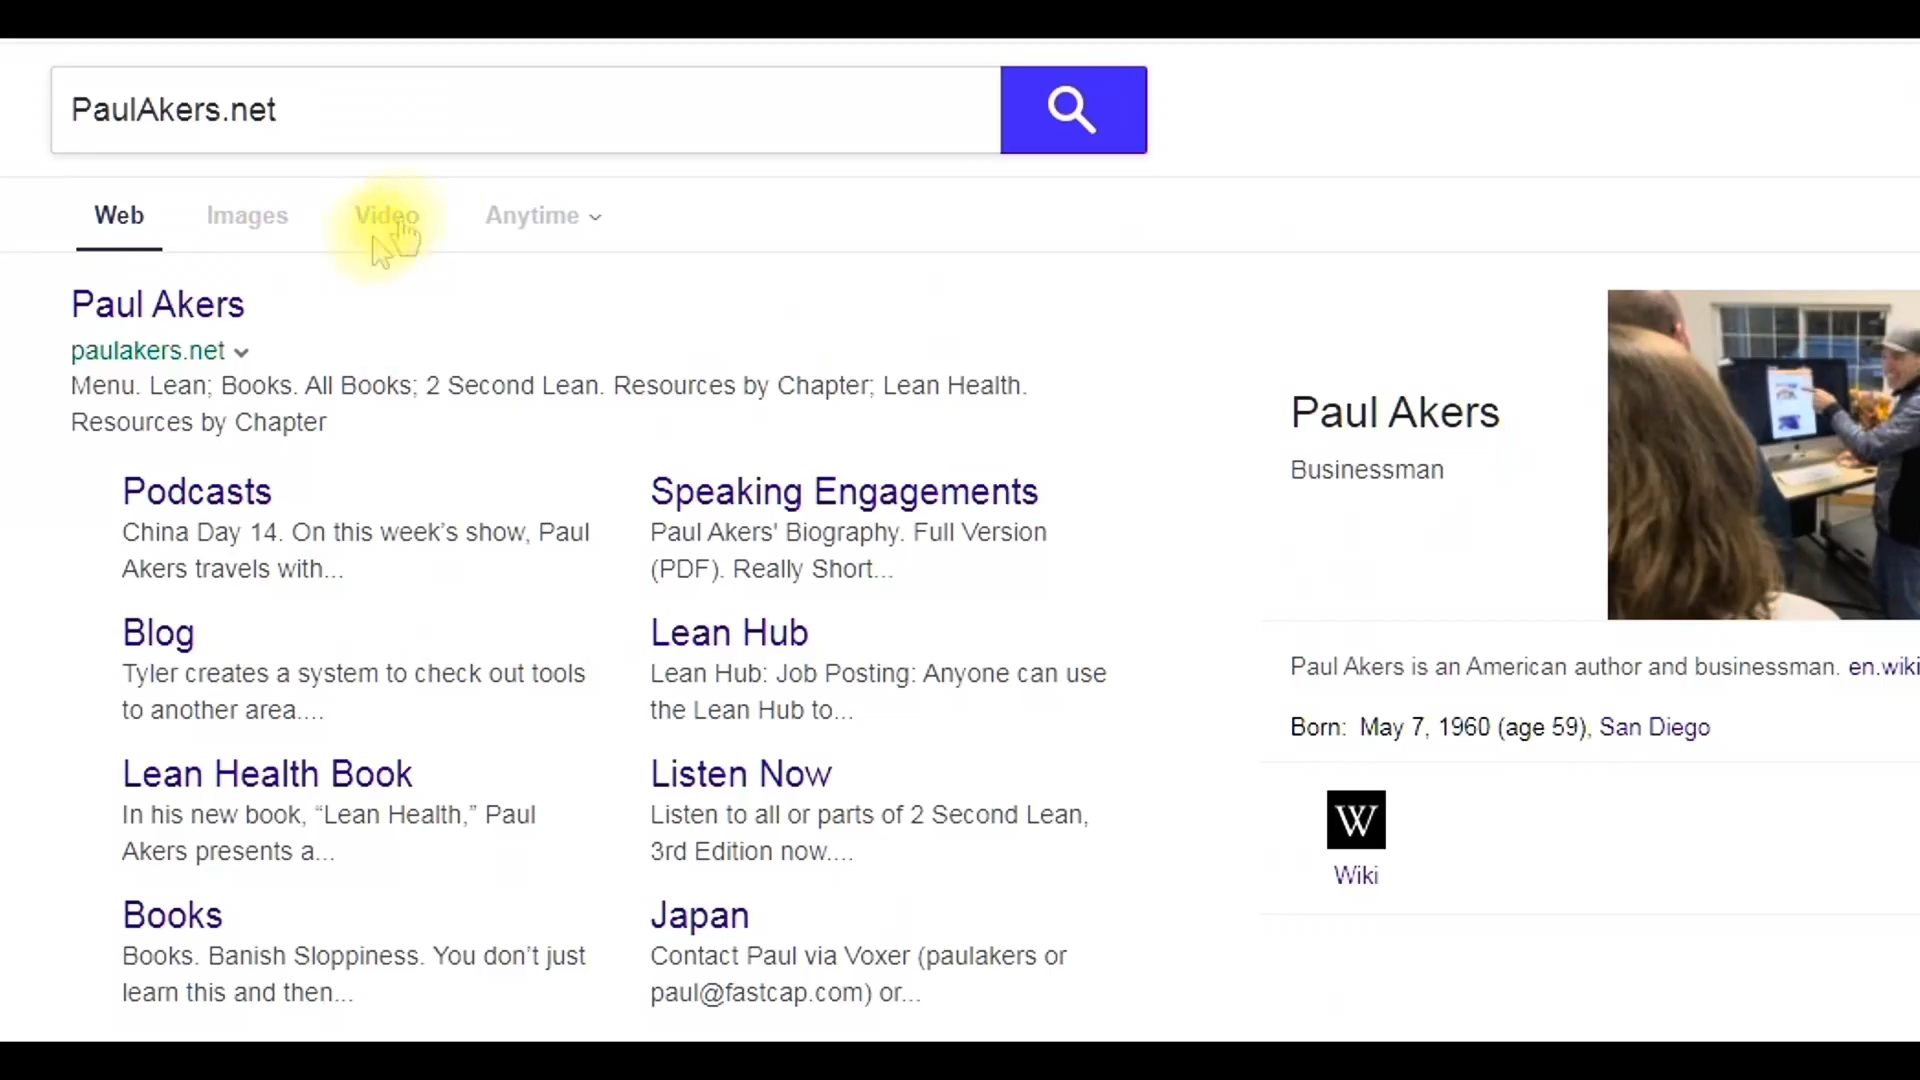 PaulAkers.net
Web Images Video Anytime
Paul Akers
paulakers.net
Menu. Lean; Books. All Books; 2 Second Lean. Resources by Chapter; Lean Health.
Resources by Chapter
Podcasts
China Day 14. On this week's show, Paul
Akers travels with...
Speaking Engagements
Paul Akers' Biography. Full Version
(PDF). Really Short...
Blog
Tyler creates a system to check out tools
to another area....
Lean Hub
Lean Hub: Job Posting: Anyone can use
the Lean Hub to...
Lean Health Book
In his new book, “Lean Health,” Paul
Akers presents a...
Listen Now
Listen to all or parts of 2 Second Lean,
3rd Edition now....
Books
Books. Banish Sloppiness. You don't just
learn this and then...
Japan
Contact Paul via Voxer (paulakers or
paul@fastcap.com) or...
Paul Akers
Businessman
Paul Akers is an American author and businessman. en.wiki
Born: May 7, 1960 (age 59), San Diego
W
Wiki